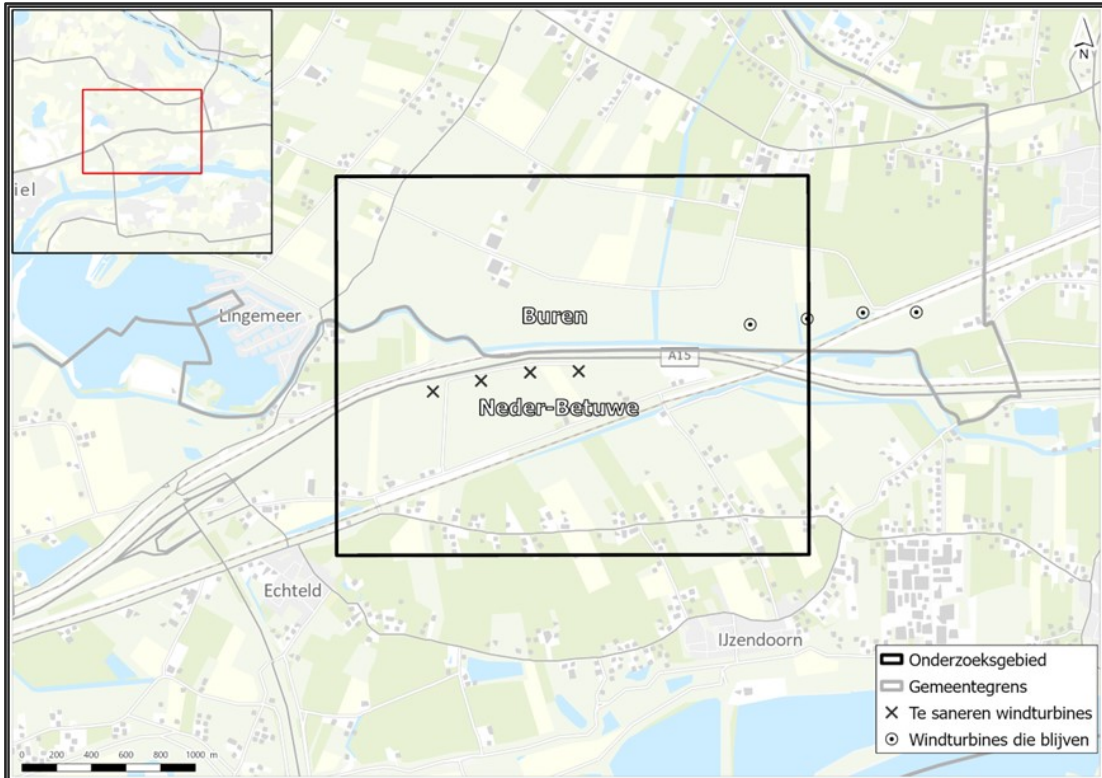 iel
N
Lingemeer
Buren
A15
Neder-Betuwe
Echteld
IJzendoorn
Onderzoeksgebied
Gemeentegrens
Te saneren windturbines
Windturbines die blijven
0 200 400 600 800 1000 m